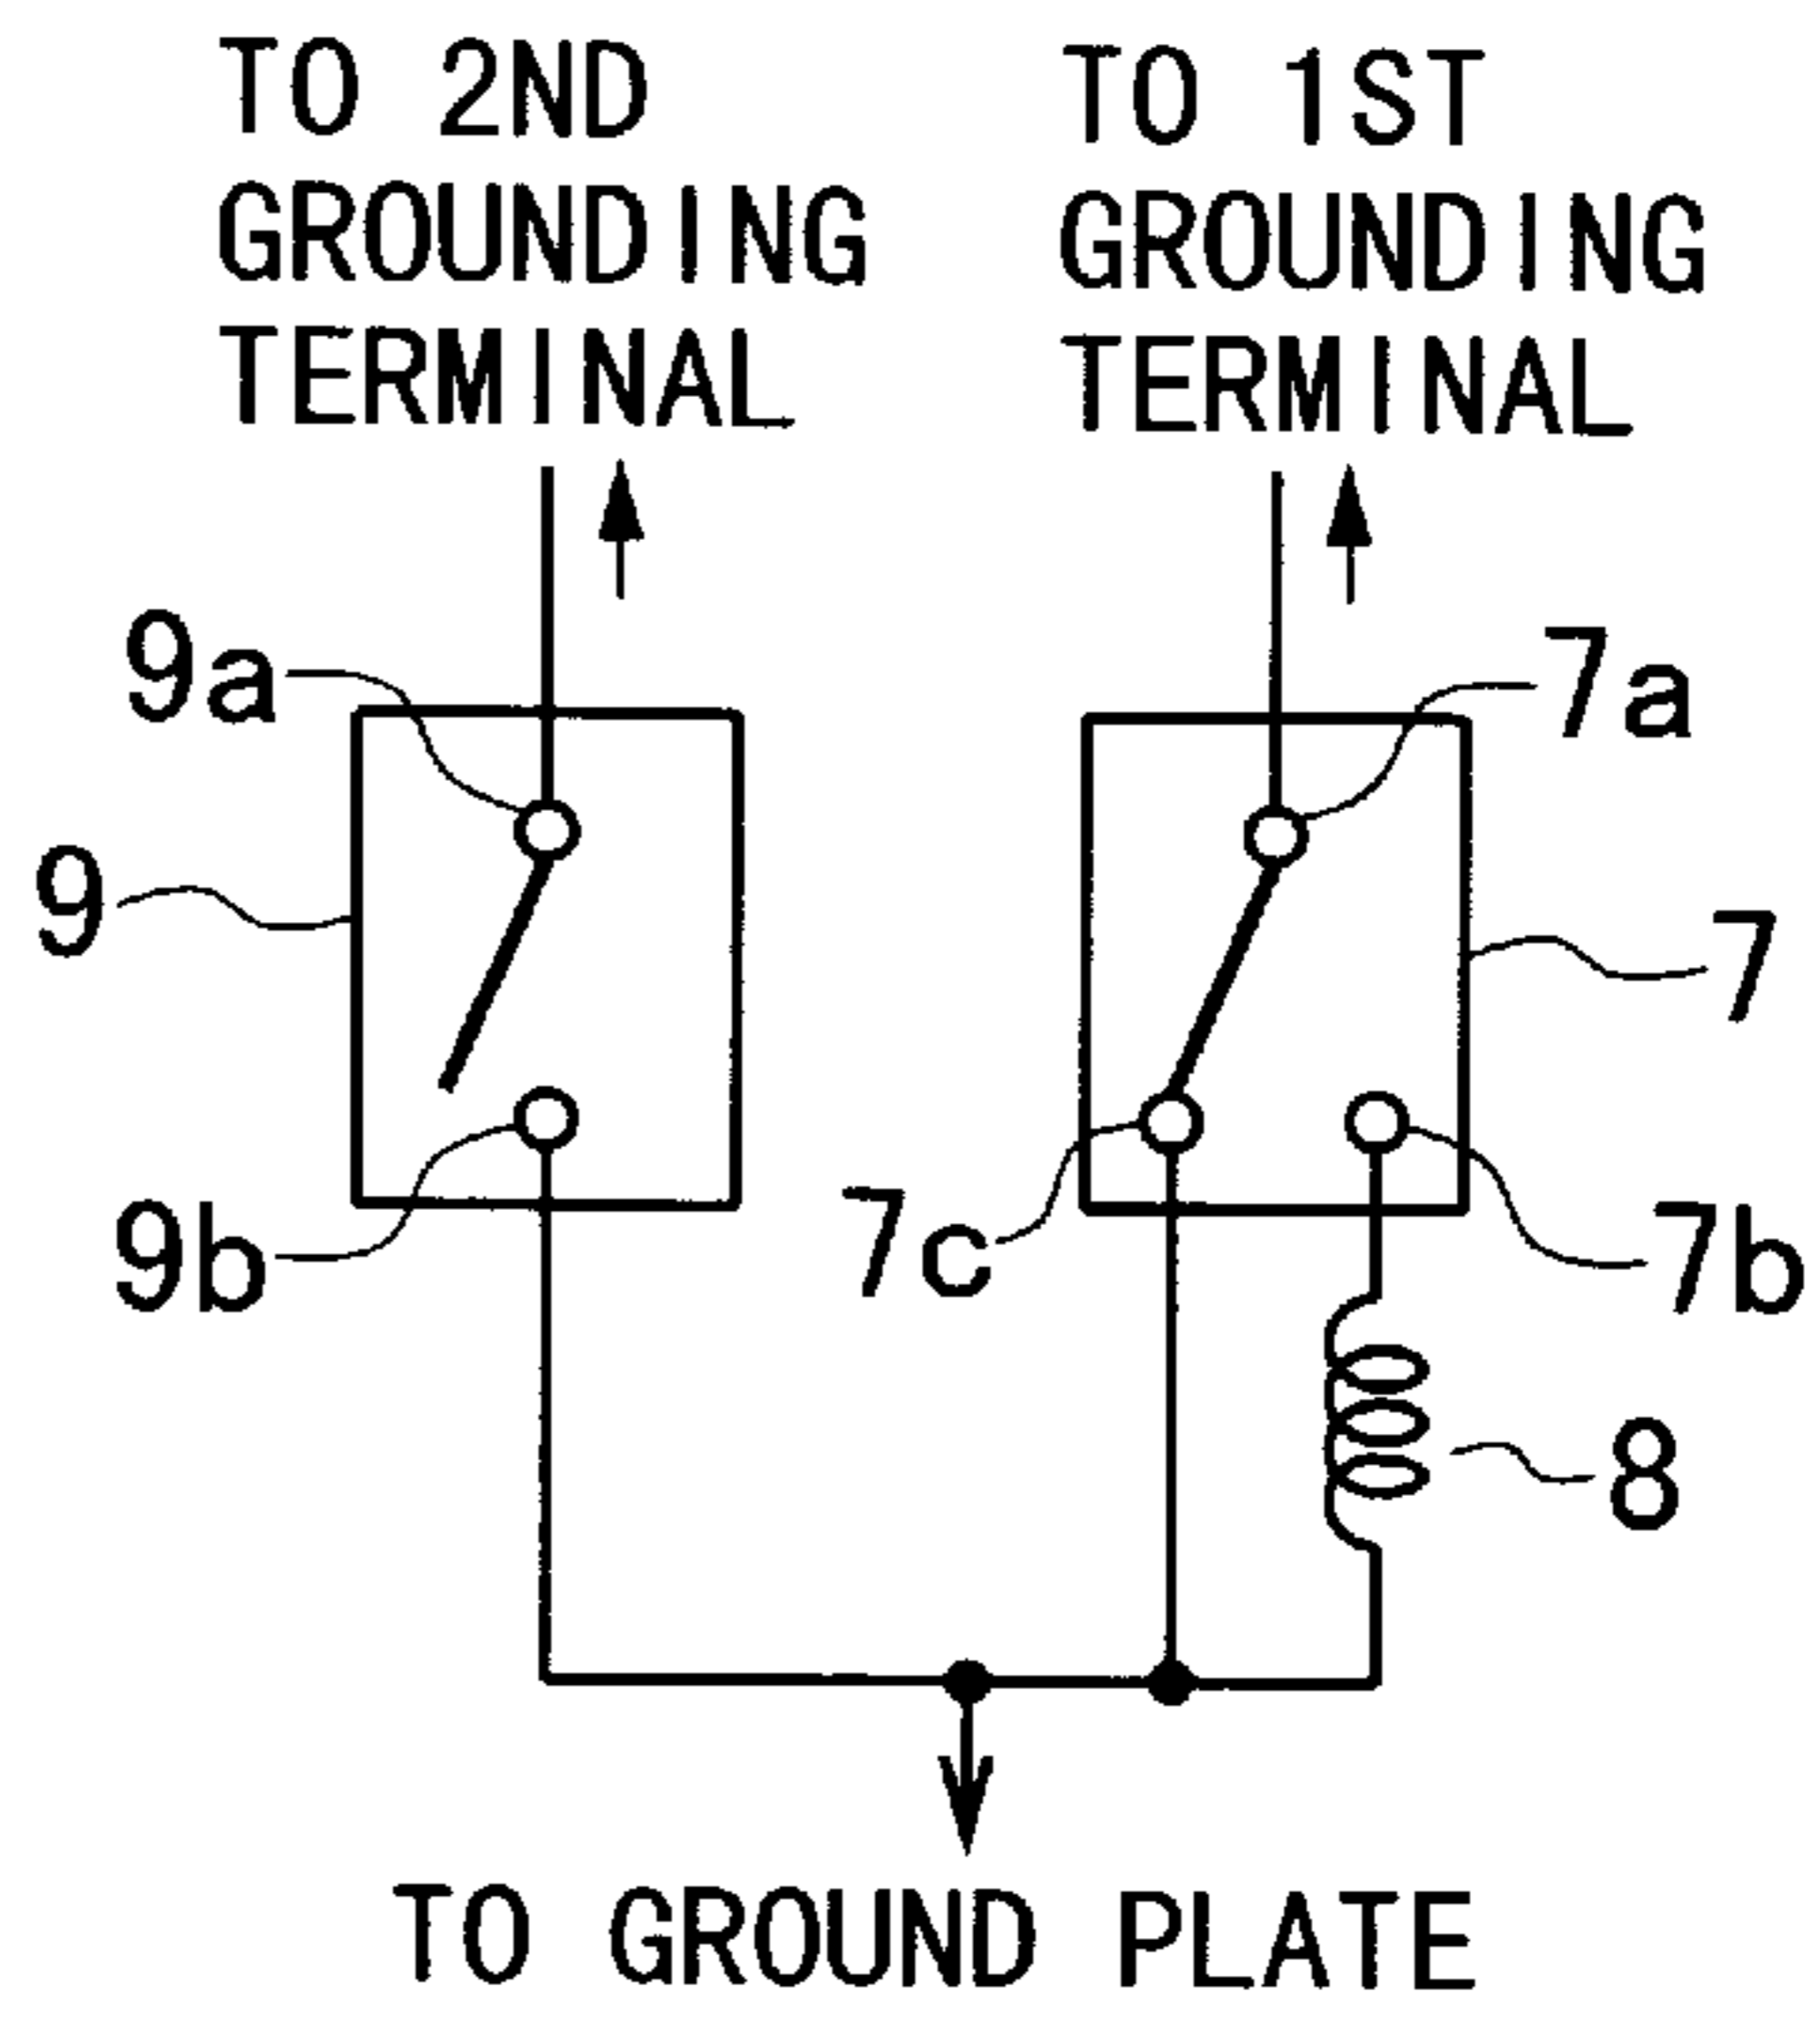 TO 2ND
GROUNDING
TERMINAL
TO 1ST
GROUNDING
TERMINAL
9a
7a
9
7
9b
7c
7b
8
TO GROUND PLATE